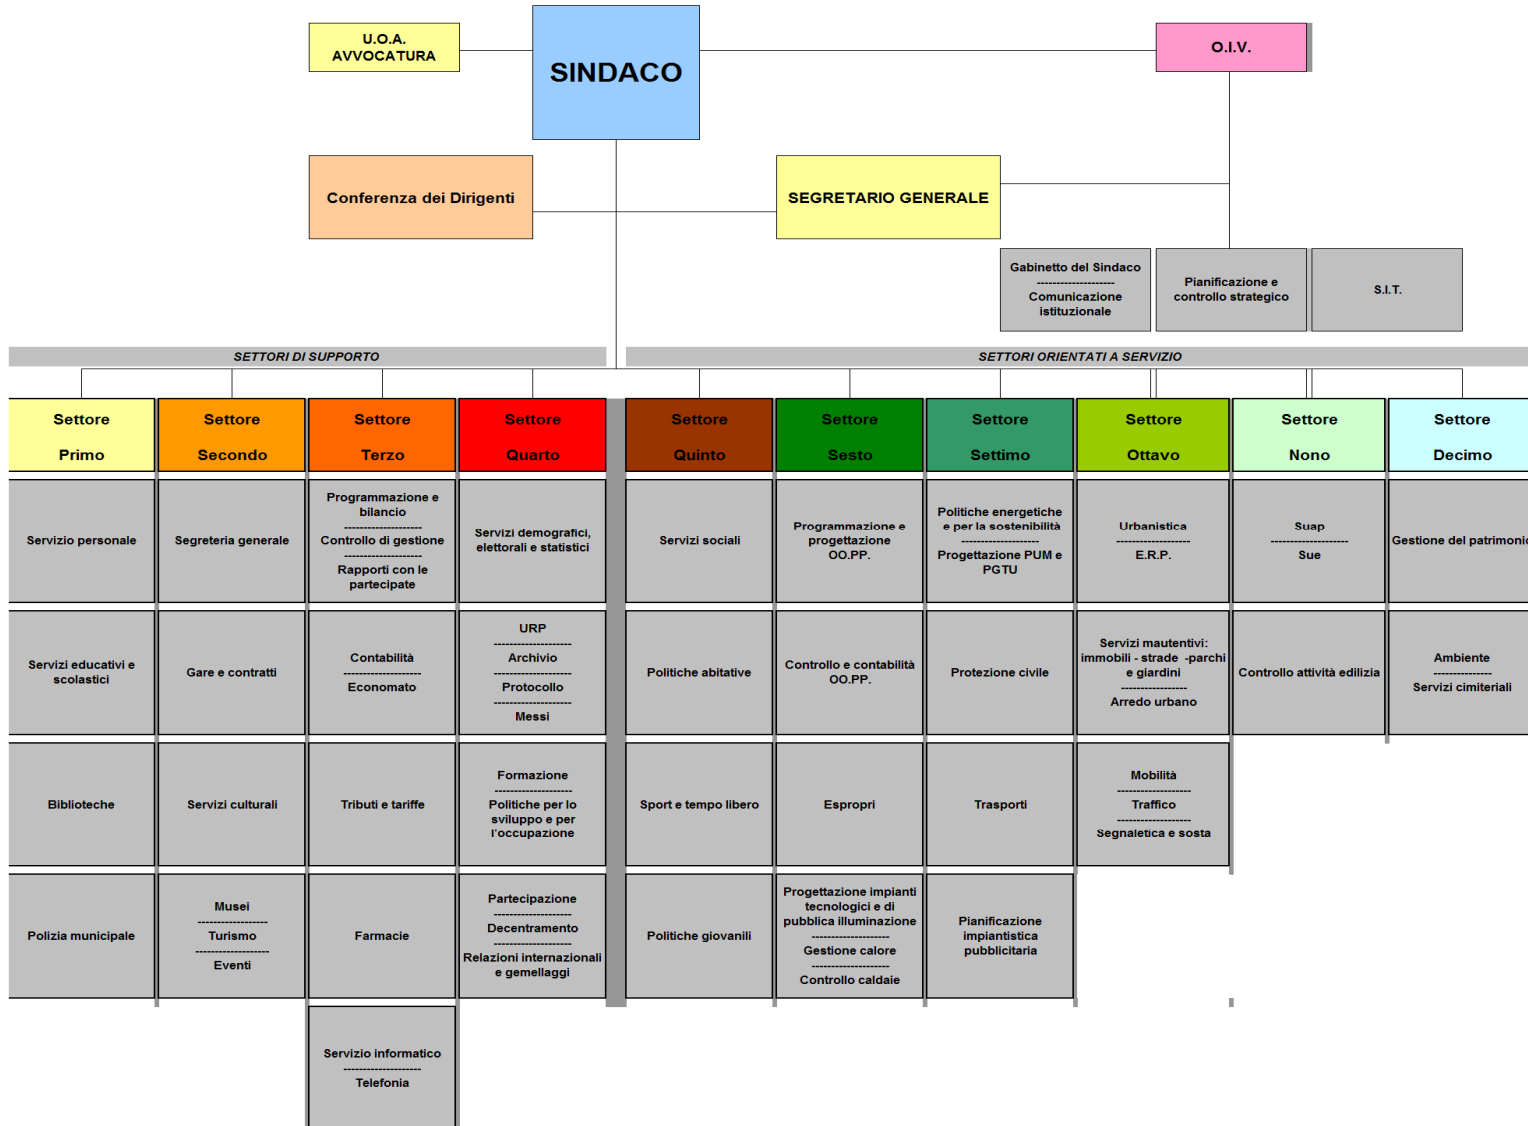 U.O.A.
AVVOCATURA
SINDACO
O.I.V.
Conferenza dei Dirigenti
SEGRETARIO GENERALE
Gabinetto del Sindaco
--------------------
Comunicazione
istituzionale
Pianificazione e
controllo strategico
S.I.T.
SETTORI DI SUPPORTO
SETTORI ORIENTATI A SERVIZIO
Settore
Primo
Settore
Secondo
Settore
Terzo
Settore
Quarto
Settore
Quinto
Settore
Sesto
Settore
Settimo
Settore
Ottavo
Settore
Nono
Settore
Decimo
Servizio personale
Segreteria generale
Programmazione e
bilancio
--------------------
Controllo di gestione
--------------------
Rapporti con le
partecipate
Servizi demografici,
elettorali e statistici
Servizi sociali
Programmazione e
progettazione
OO.PP.
Politiche energetiche
e per la sostenibilità
--------------------
Progettazione PUM e
PGTU
Urbanistica
-------------------
E.R.P.
Suap
--------------------
Sue
Gestione del patrimonio
Servizi educativi e
scolastici
Gare e contratti
Contabilità
--------------------
Economato
URP
--------------------
Archivio
--------------------
Protocollo
--------------------
Messi
Politiche abitative
Controllo e contabilità
OO.PP.
Protezione civile
Servizi mautentivi:
immobili - strade -parchi
e giardini
-----------------
Arredo urbano
Controllo attività edilizia
Ambiente
---------------
Servizi cimiteriali
Biblioteche
Servizi culturali
Tributi e tariffe
Formazione
--------------------
Politiche per lo
sviluppo e per
l'occupazione
Sport e tempo libero
Espropri
Trasporti
Mobilità
-------------------
Traffico
-------------------
Segnaletica e sosta
Polizia municipale
Musei
------------------
Turismo
-------------------
Eventi
Farmacie
Partecipazione
--------------------
Decentramento
--------------------
Relazioni internazionali
e gemellaggi
Politiche giovanili
Progettazione impianti
tecnologici e di
pubblica illuminazione
--------------------
Gestione calore
--------------------
Controllo caldaie
Pianificazione
impiantistica
pubblicitaria
Servizio informatico
--------------------
Telefonia